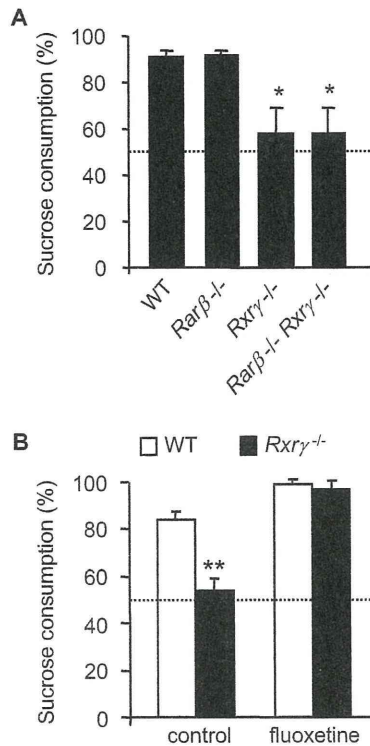 A
Sucrose consumption (%)
100
80
60
40
20
0
* *
WT
Rarβ-/-
Rxrγ-/-
Rarβ-/- Rxrγ-/-
B
WT Rxrγ-/-
Sucrose consumption (%)
100
80
60
40
20
0
**
control fluoxetine